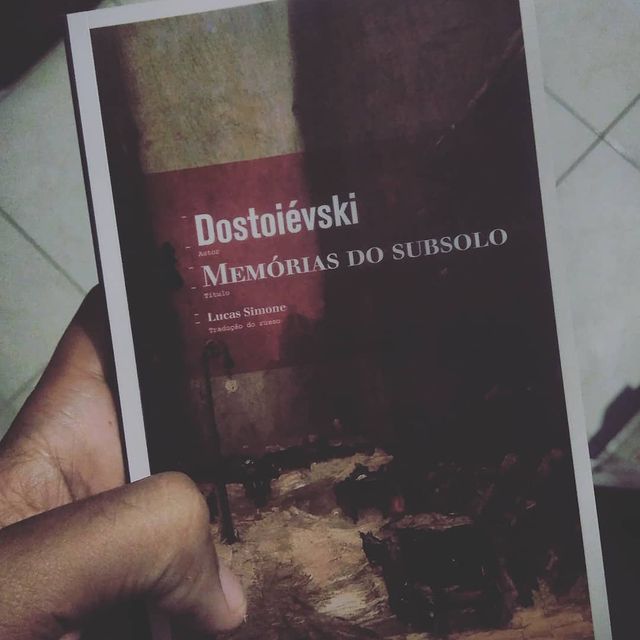 Dostoiévski
Autor
MEMÓRIAS DO SUBSOLO
Título
Lucas Simone
Tradução do russo